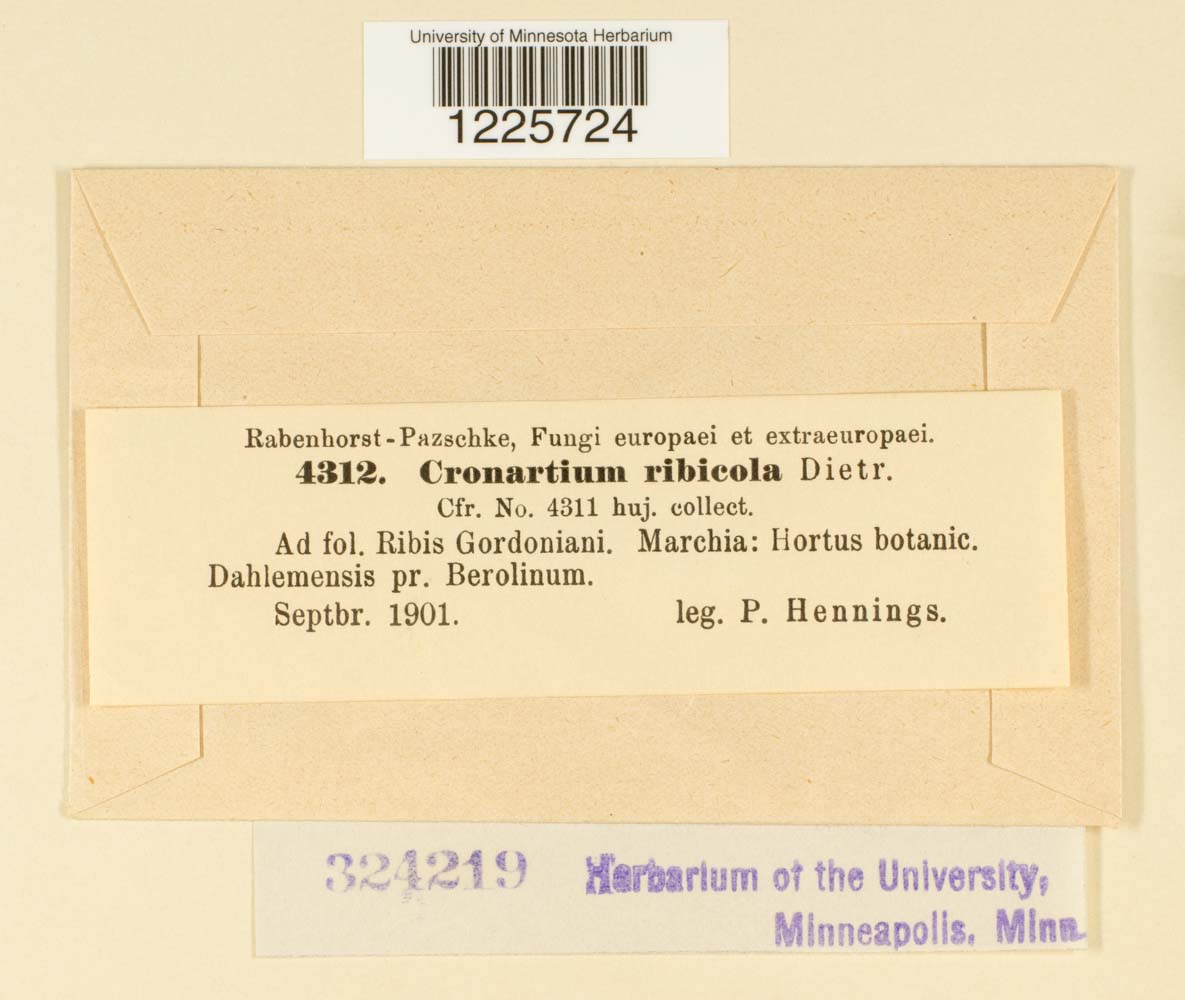 University of Minnesota Herbarium
1225724
Rabenhorst-Pazschke, Fungi europaei et extraeuropaei.
4312. Cronartium ribicola Dietr.
Cfr. No. 4311 huj. collect.
Ad fol. Ribis Gordoniani. Marchia: Hortus botanic.
Dahlemensis pr. Berolinum.
Septbr. 1901. leg. P. Hennings.
324219 Herbarium of the University,
Minneapolis, Minn.